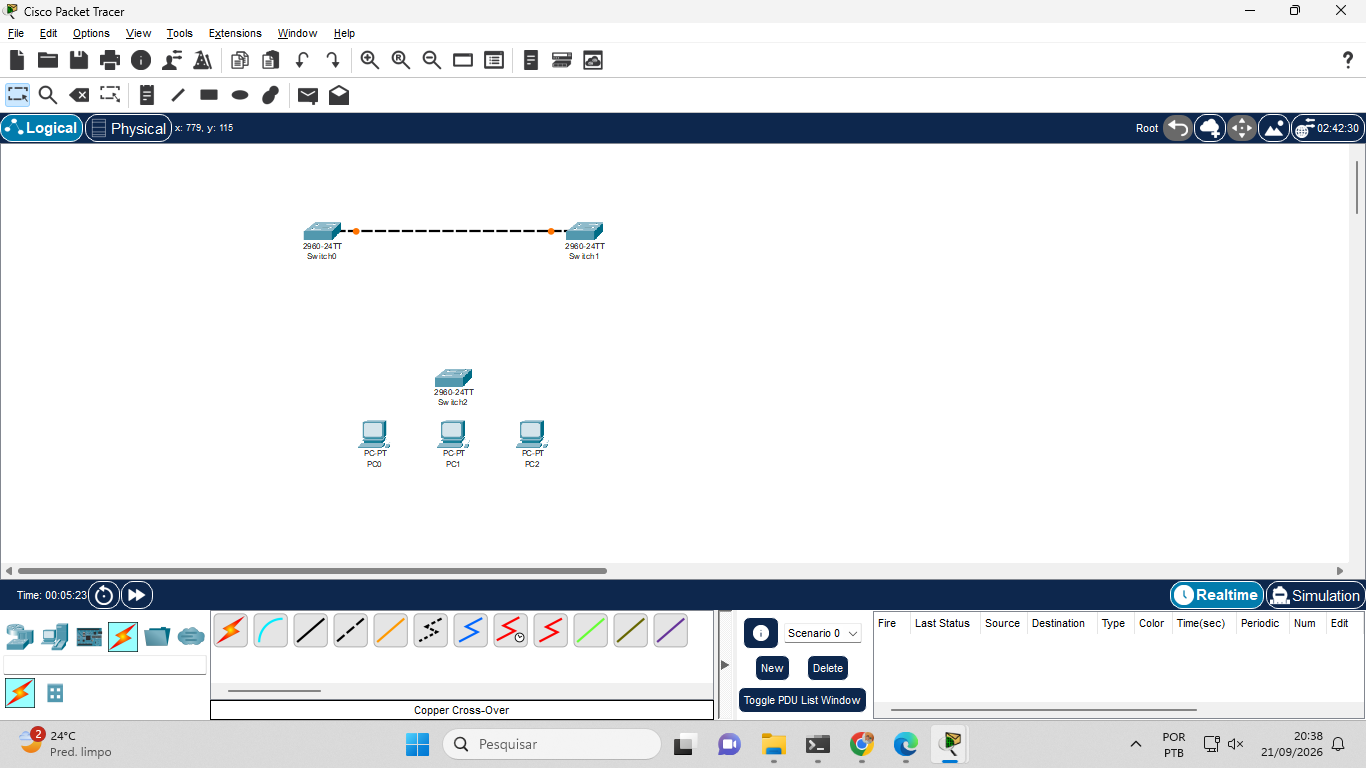 Cisco Packet Tracer
File Edit Options View Tools Extensions Window Help
Logical Physical x: 779, y: 115 Root 02:42:30
2960-24TT 2960-24TT
Switch0 Switch1
2960-24TT
Switch2
PC-PT PC-PT PC-PT
PC0 PC1 PC2
Time: 00:05:23 Realtime Simulation
Scenario 0
New Delete
Toggle PDU List Window
Fire Last Status Source Destination Type Color Time(sec) Periodic Num Edit
Copper Cross-Over
2 24°C
Pred. limpo
Pesquisar
POR
PTB
20:38
21/09/2026